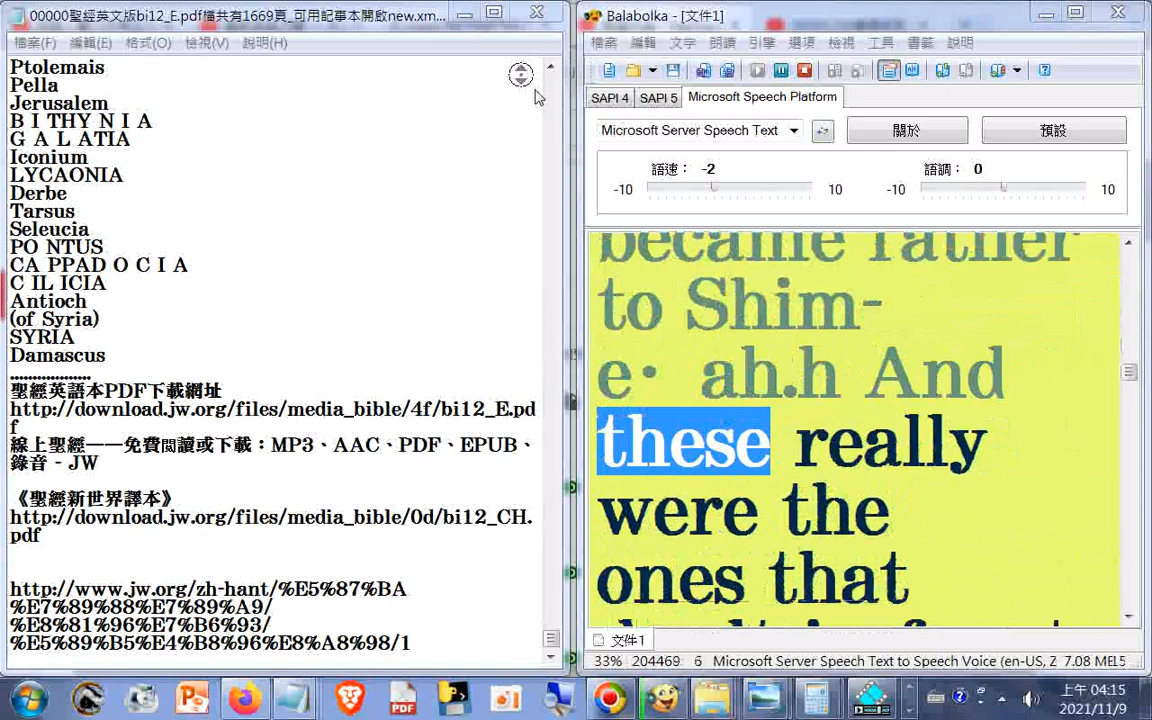 00000聖經英文版bi12_E.pdf檔共有1669頁_可用記事本開啟new.xm...
檔案(F) 編輯(E) 格式(O) 檢視(V) 說明(H)
Ptolemais
Pella
Jerusalem
B I THY N I A
G A L ATIA
Iconium
LYCAONIA
Derbe
Tarsus
Seleucia
PO NTUS
CA PPAD O C I A
C IL ICIA
Antioch
(of Syria)
SYRIA
Damascus
..................
聖經英語本PDF下載網址
http://download.jw.org/files/media_bible/4f/bi12_E.pd
f
線上聖經——免費閱讀或下載：MP3、AAC、PDF、EPUB、
錄音 - JW
《聖經新世界譯本》
http://download.jw.org/files/media_bible/0d/bi12_CH.
pdf
http://www.jw.org/zh-hant/%E5%87%BA
%E7%89%88%E7%89%A9/
%E8%81%96%E7%B6%93/
%E5%89%B5%E4%B8%96%E8%A8%98/1
Balabolka - [文件1]
檔案 編輯 文字 朗讀 引擎 選項 檢視 工具 書籤 說明
SAPI 4 SAPI 5 Microsoft Speech Platform
Microsoft Server Speech Text 關於 預設
語速： -2 語調： 0
-10 10 -10 10
became rather
to Shim-
e· ah.h And
these really
were the
ones that
文件1
33% 204469 6 Microsoft Server Speech Text to Speech Voice (en-US, Z 7.08 MB
上午 04:15
2021/11/9